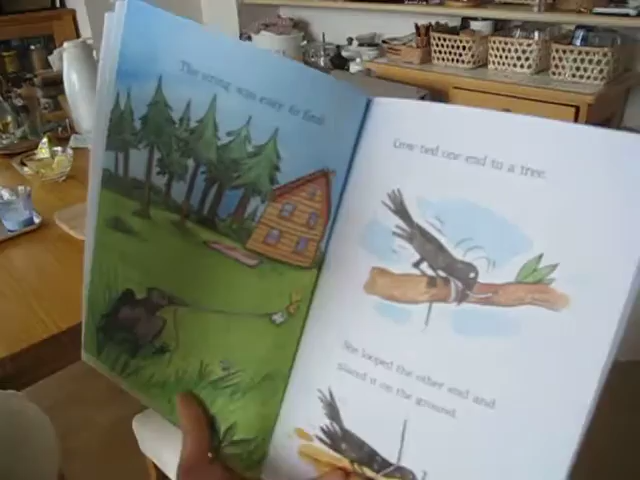 The string was easy to find.
Crow tied one end to a tree.
She looped the other end and
placed it on the ground.